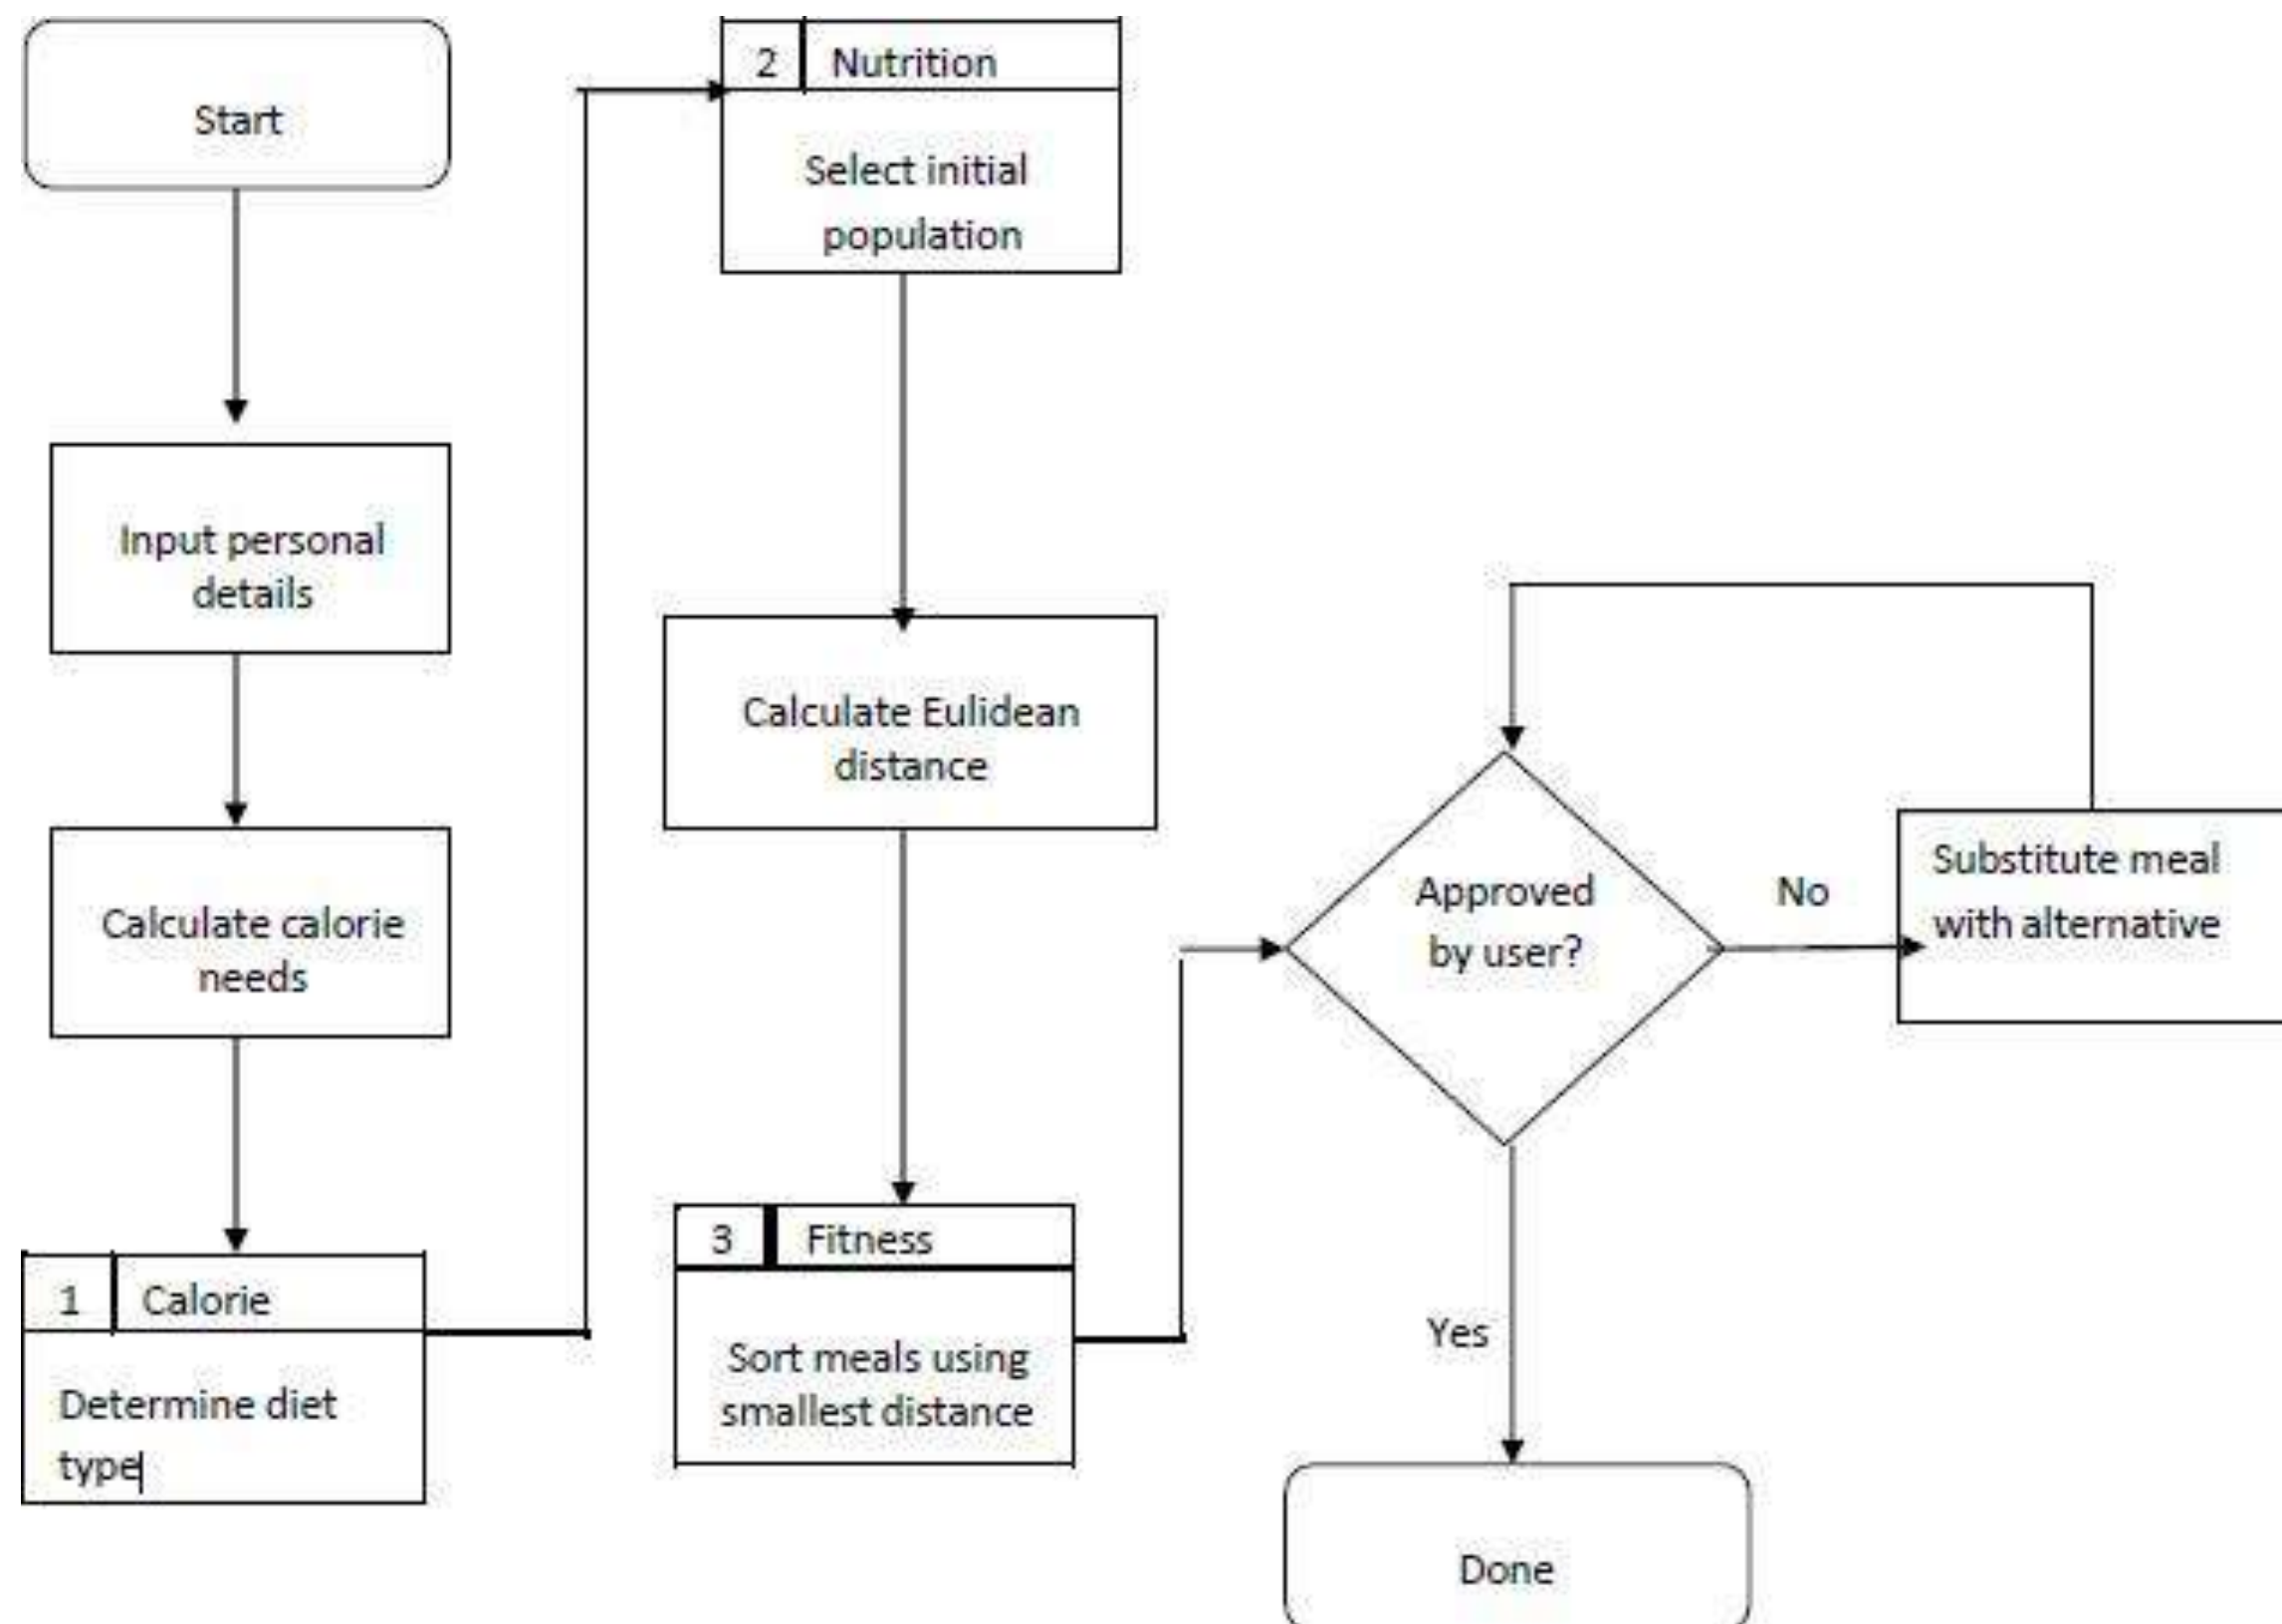 Start
Input personal
details
Calculate calorie
needs
1 Calorie
Determine diet
type
2 Nutrition
Select initial
population
Calculate Eulidean
distance
3 Fitness
Sort meals using
smallest distance
Approved
by user?
No
Substitute meal
with alternative
Yes
Done